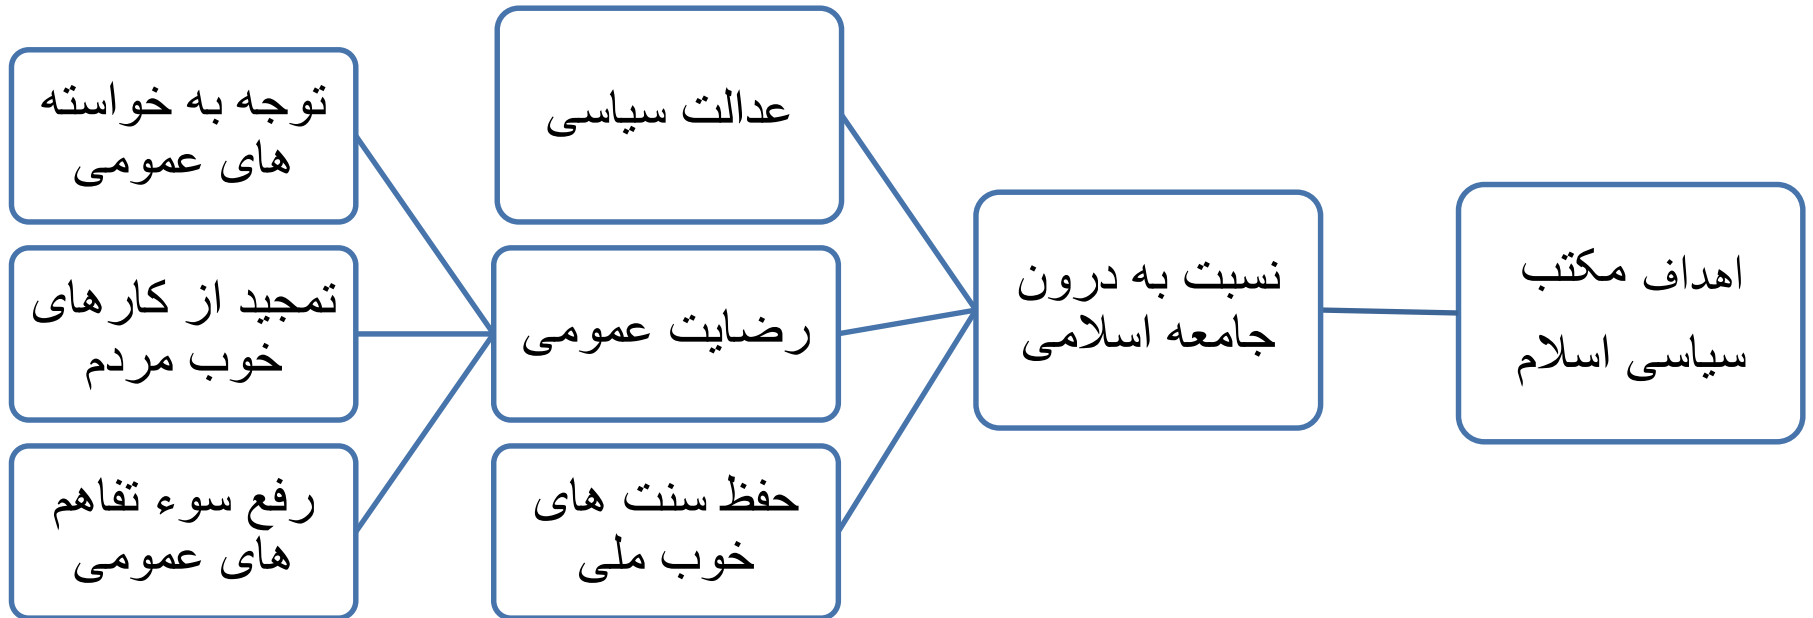 اهداف مکتب
سیاسی اسلام
نسبت به درون
جامعه اسلامی
عدالت سیاسی
رضایت عمومی
حفظ سنت های
خوب ملی
توجه به خواسته
های عمومی
تمجید از کارهای
خوب مردم
رفع سوء تفاهم
های عمومی